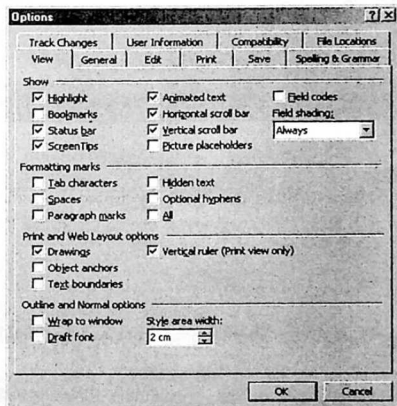 Options
Track Changes User Information Compatibility File Locations
View General Edit Print Save Spelling & Grammar
Show
Highlight Animated text Field codes
Bookmarks Horizontal scroll bar Field shading:
Status bar Vertical scroll bar Always
ScreenTips Picture placeholders
Formatting marks
Tab characters Hidden text
Spaces Optional hyphens
Paragraph marks All
Print and Web Layout options
Drawings Vertical ruler (Print view only)
Object anchors
Text boundaries
Outline and Normal options
Wrap to window Style area width:
Draft font 2 cm
OK Cancel